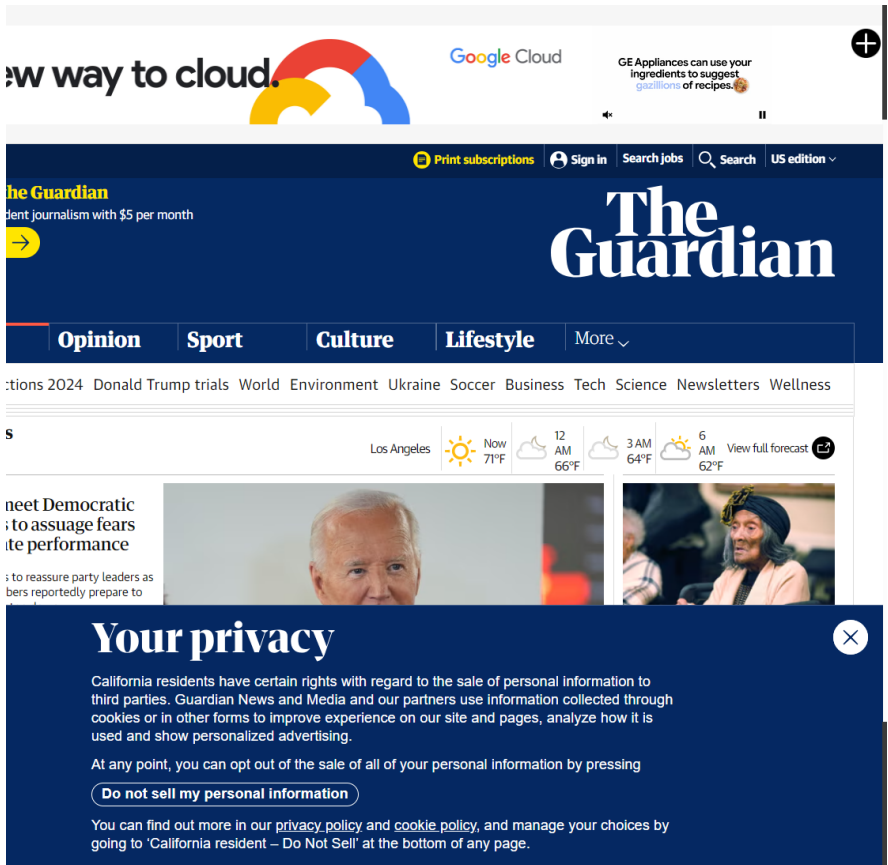 ew way to cloud.
Google Cloud
GE Appliances can use your
ingredients to suggest
gazillions of recipes.
Print subscriptions
Sign in
Search jobs
Search
US edition
the Guardian
dent journalism with $5 per month
The
Guardian
Opinion
Sport
Culture
Lifestyle
More
ctions 2024 Donald Trump trials World Environment Ukraine Soccer Business Tech Science Newsletters Wellness
s
Los Angeles
Now
71°F
12
AM
66°F
3 AM
64°F
6
AM
62°F
View full forecast
meet Democratic
s to assuage fears
te performance
s to reassure party leaders as
bers reportedly prepare to
Your privacy
California residents have certain rights with regard to the sale of personal information to
third parties. Guardian News and Media and our partners use information collected through
cookies or in other forms to improve experience on our site and pages, analyze how it is
used and show personalized advertising.
At any point, you can opt out of the sale of all of your personal information by pressing
Do not sell my personal information
You can find out more in our privacy policy and cookie policy, and manage your choices by
going to ‘California resident – Do Not Sell’ at the bottom of any page.